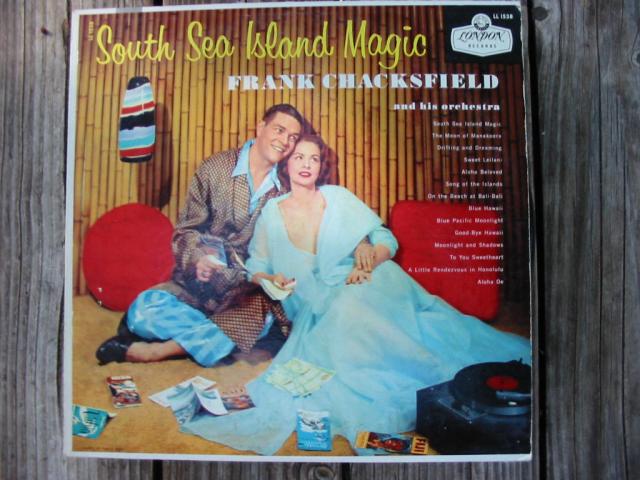 LL 1538
South Sea Island Magic
LL 1538
LONDON
RECORDS
FRANK CHACKSFIELD
and his orchestra
South Sea Island Magic
The Moon of Manakoora
Drifting and Dreaming
Sweet Leilani
Aloha Beloved
Song of the Islands
On the Beach at Bali-Bali
Blue Hawaii
Blue Pacific Moonlight
Good-Bye Hawaii
Moonlight and Shadows
To You Sweetheart
A Little Rendezvous in Honolulu
Aloha Oe
FIJI